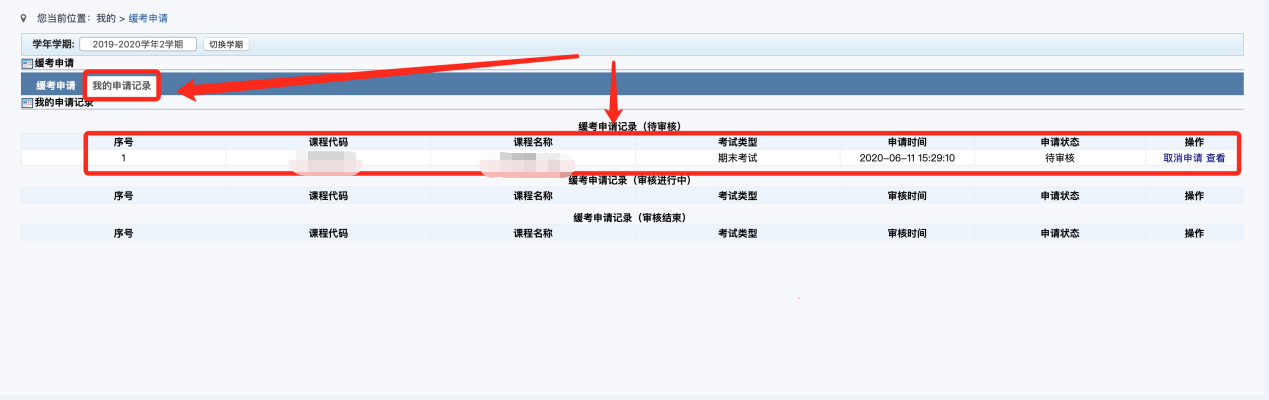 您当前位置：我的 > 缓考申请
学年学期: 2019-2020学年2学期 切换学期
缓考申请
缓考申请 我的申请记录
我的申请记录
缓考申请记录（待审核）
序号 课程代码 课程名称 考试类型 申请时间 申请状态 操作
1 期末考试 2020-06-11 15:29:10 待审核 取消申请 查看
缓考申请记录（审核进行中）
序号 课程代码 课程名称 考试类型 审核时间 申请状态 操作
缓考申请记录（审核结束）
序号 课程代码 课程名称 考试类型 审核时间 申请状态 操作